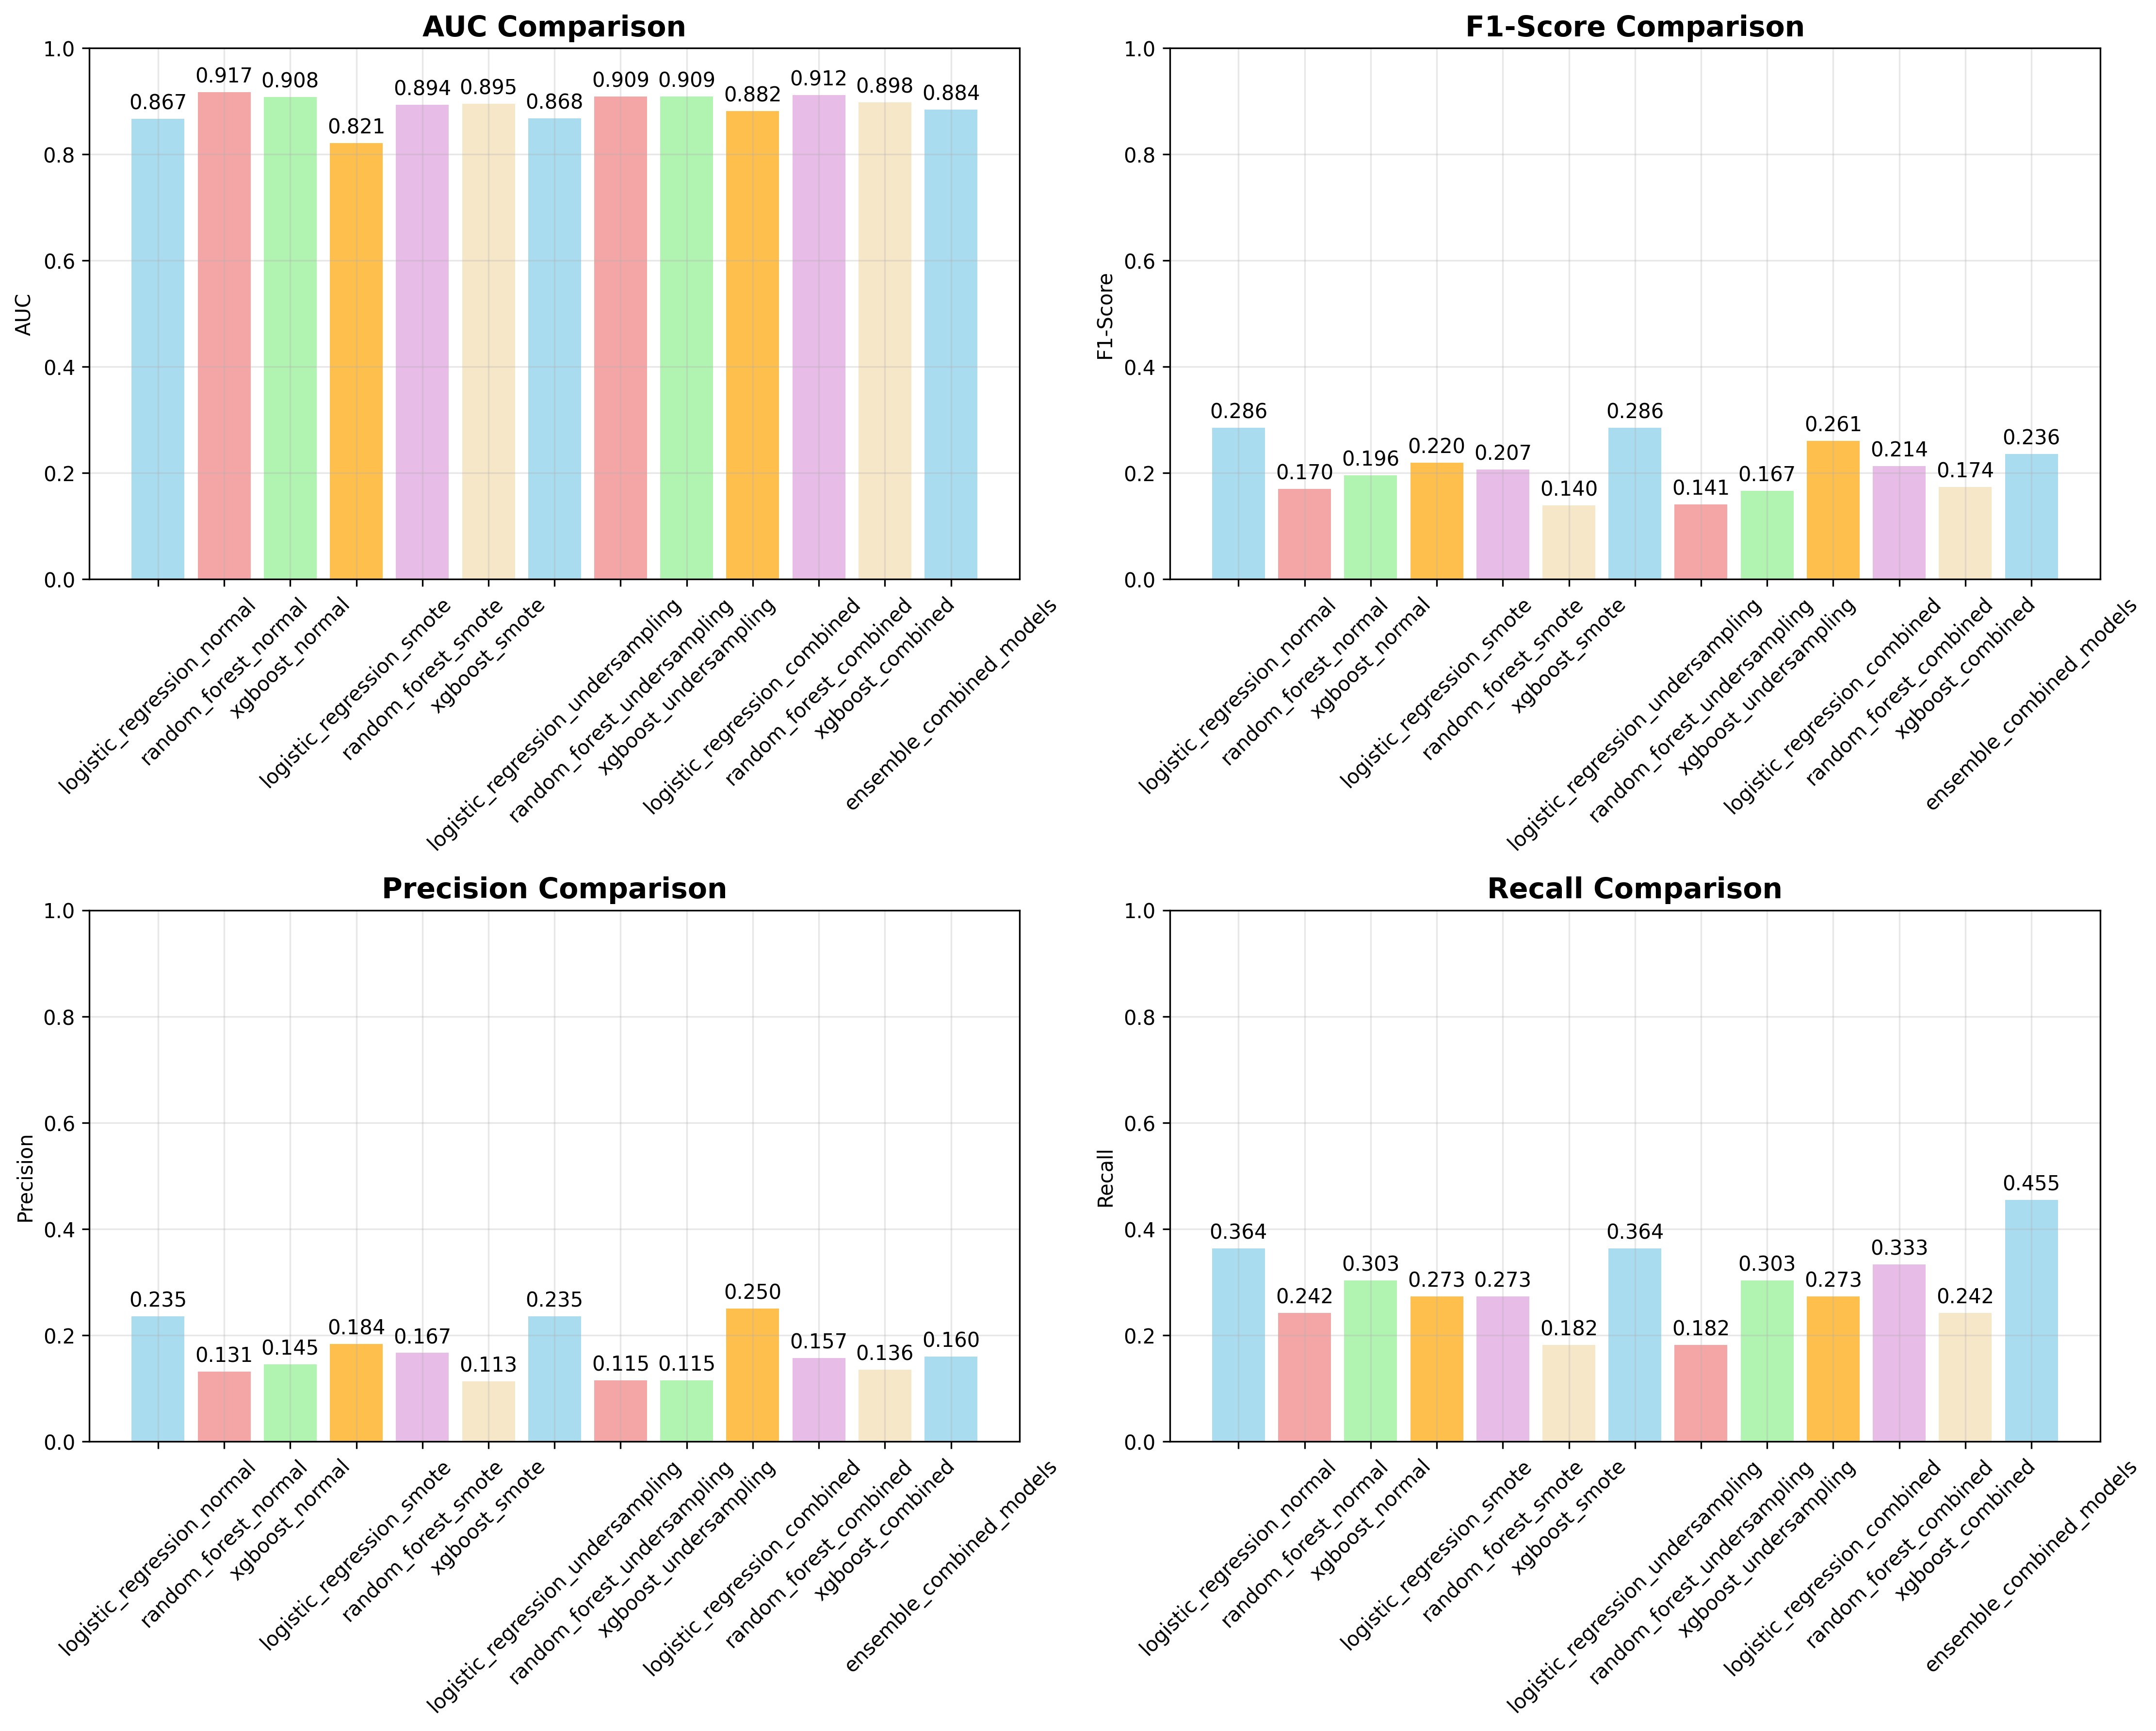 AUC Comparison
AUC
1.0
0.8
0.6
0.4
0.2
0.0
0.867
0.917
0.908
0.821
0.894
0.895
0.868
0.909
0.909
0.882
0.912
0.898
0.884
logistic_regression_normal
random_forest_normal
xgboost_normal
logistic_regression_smote
random_forest_smote
xgboost_smote
logistic_regression_undersampling
random_forest_undersampling
xgboost_undersampling
logistic_regression_combined
random_forest_combined
xgboost_combined
ensemble_combined_models
F1-Score Comparison
F1-Score
1.0
0.8
0.6
0.4
0.2
0.0
0.286
0.170
0.196
0.220
0.207
0.140
0.286
0.141
0.167
0.261
0.214
0.174
0.236
logistic_regression_normal
random_forest_normal
xgboost_normal
logistic_regression_smote
random_forest_smote
xgboost_smote
logistic_regression_undersampling
random_forest_undersampling
xgboost_undersampling
logistic_regression_combined
random_forest_combined
xgboost_combined
ensemble_combined_models
Precision Comparison
Precision
1.0
0.8
0.6
0.4
0.2
0.0
0.235
0.131
0.145
0.184
0.167
0.113
0.235
0.115
0.115
0.250
0.157
0.136
0.160
logistic_regression_normal
random_forest_normal
xgboost_normal
logistic_regression_smote
random_forest_smote
xgboost_smote
logistic_regression_undersampling
random_forest_undersampling
xgboost_undersampling
logistic_regression_combined
random_forest_combined
xgboost_combined
ensemble_combined_models
Recall Comparison
Recall
1.0
0.8
0.6
0.4
0.2
0.0
0.364
0.242
0.303
0.273
0.273
0.182
0.364
0.182
0.303
0.273
0.333
0.242
0.455
logistic_regression_normal
random_forest_normal
xgboost_normal
logistic_regression_smote
random_forest_smote
xgboost_smote
logistic_regression_undersampling
random_forest_undersampling
xgboost_undersampling
logistic_regression_combined
random_forest_combined
xgboost_combined
ensemble_combined_models